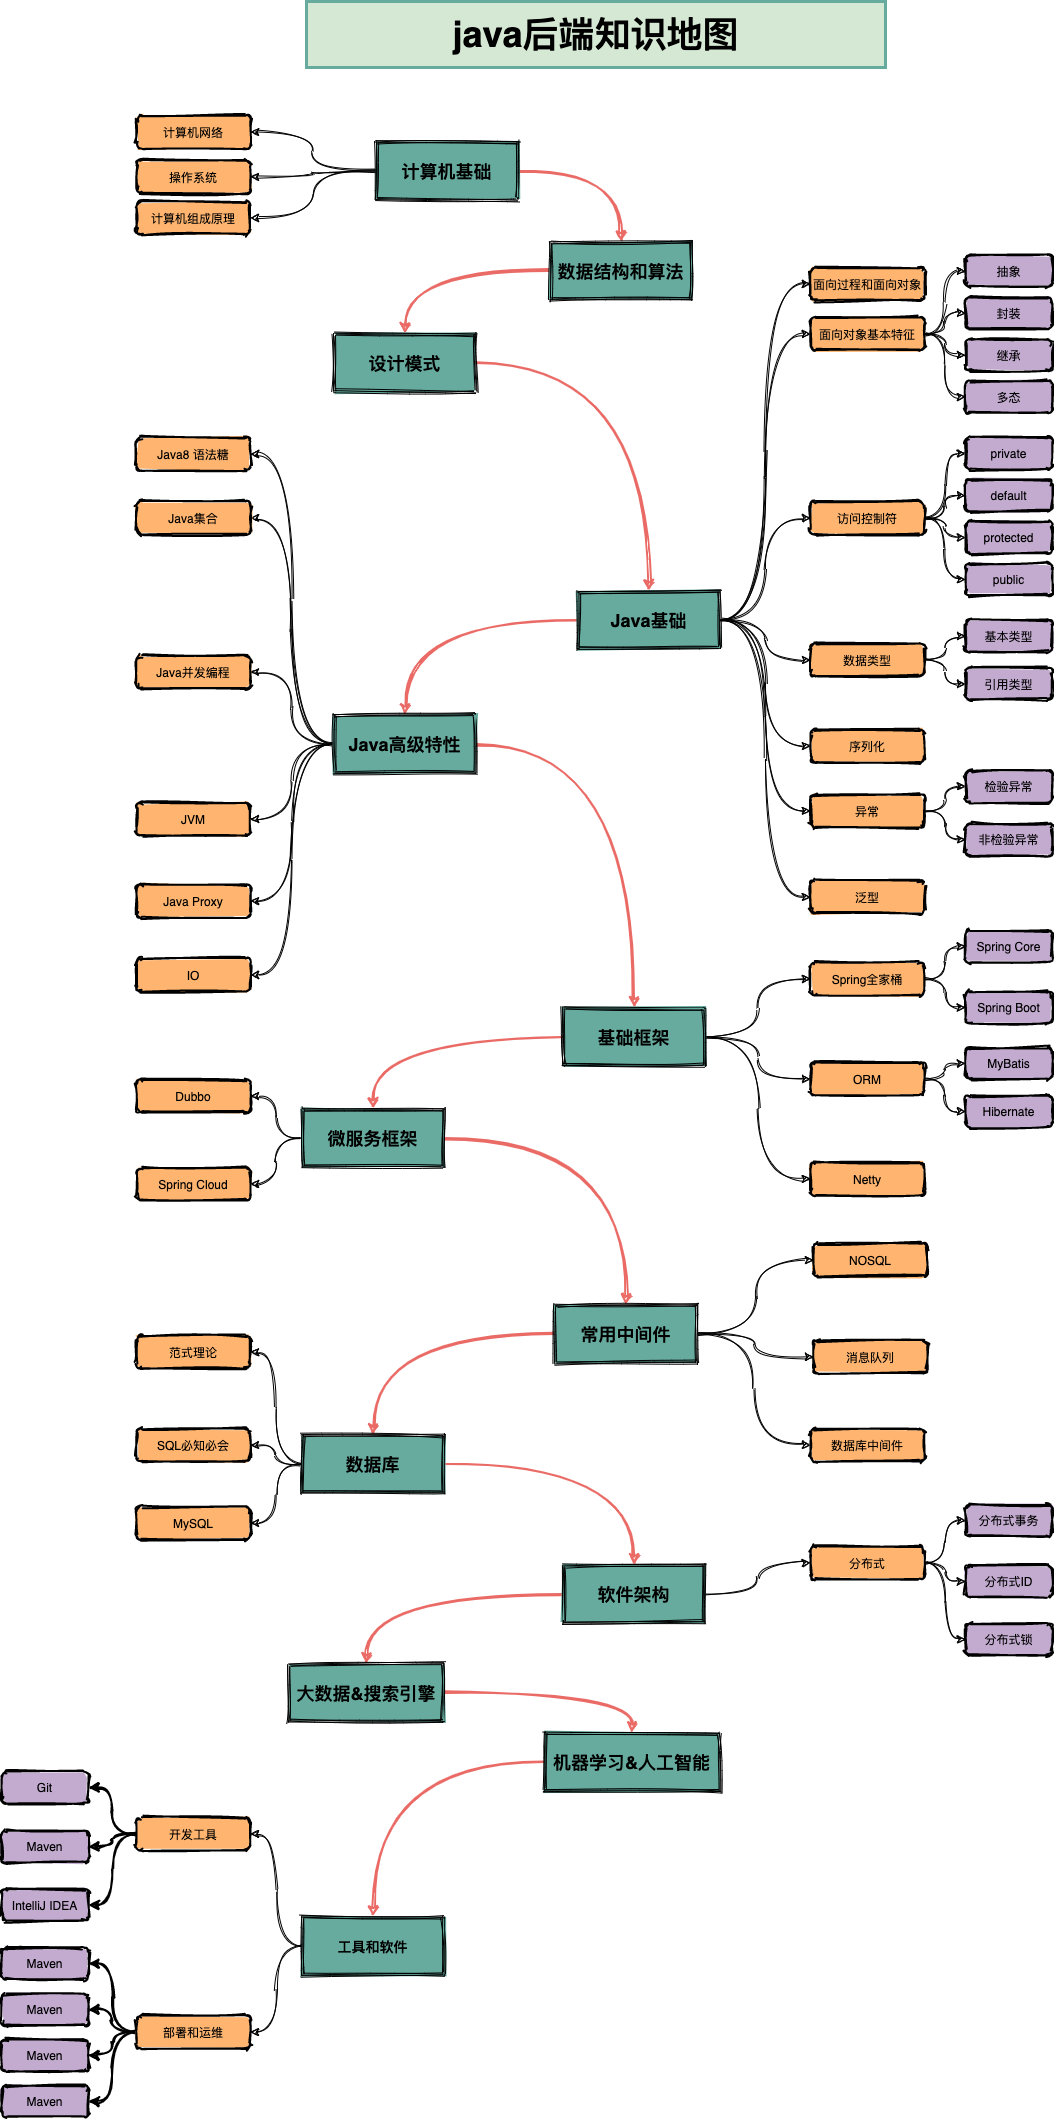 java后端知识地图
计算机基础
计算机网络
操作系统
计算机组成原理
数据结构和算法
设计模式
Java基础
面向过程和面向对象
面向对象基本特征
抽象
封装
继承
多态
访问控制符
private
default
protected
public
数据类型
基本类型
引用类型
序列化
异常
检验异常
非检验异常
泛型
Java高级特性
Java8 语法糖
Java集合
Java并发编程
JVM
Java Proxy
IO
基础框架
Spring全家桶
Spring Core
Spring Boot
ORM
MyBatis
Hibernate
Netty
微服务框架
Dubbo
Spring Cloud
常用中间件
NOSQL
消息队列
数据库中间件
数据库
范式理论
SQL必知必会
MySQL
软件架构
分布式
分布式事务
分布式ID
分布式锁
大数据&搜索引擎
机器学习&人工智能
工具和软件
开发工具
Git
Maven
IntelliJ IDEA
部署和运维
Maven
Maven
Maven
Maven